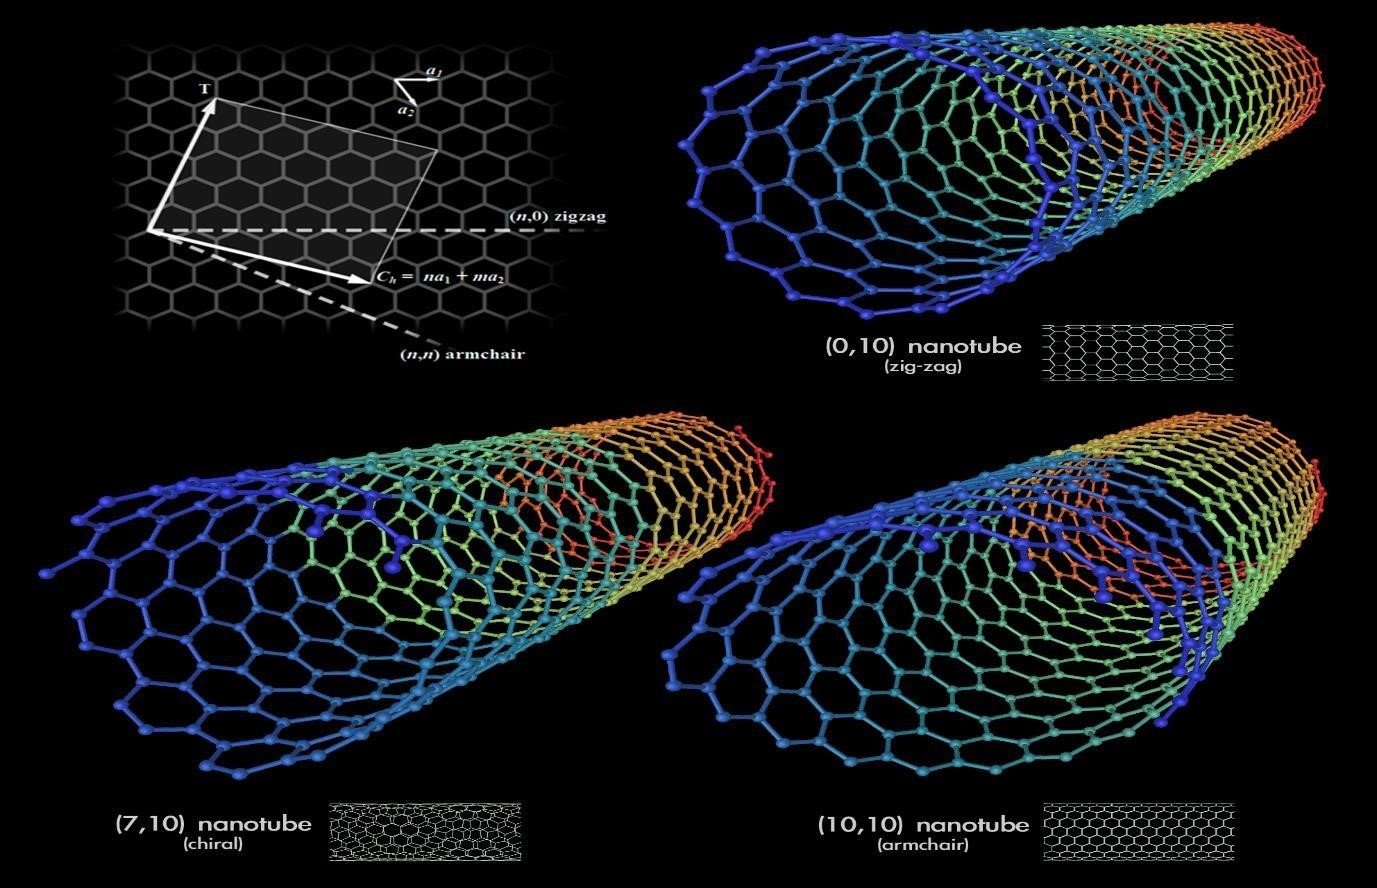 a₁
T
a₂
(n,0) zigzag
Cₕ = na₁ + ma₂
(n,n) armchair
(0,10) nanotube
(zig-zag)
(7,10) nanotube
(chiral)
(10,10) nanotube
(armchair)